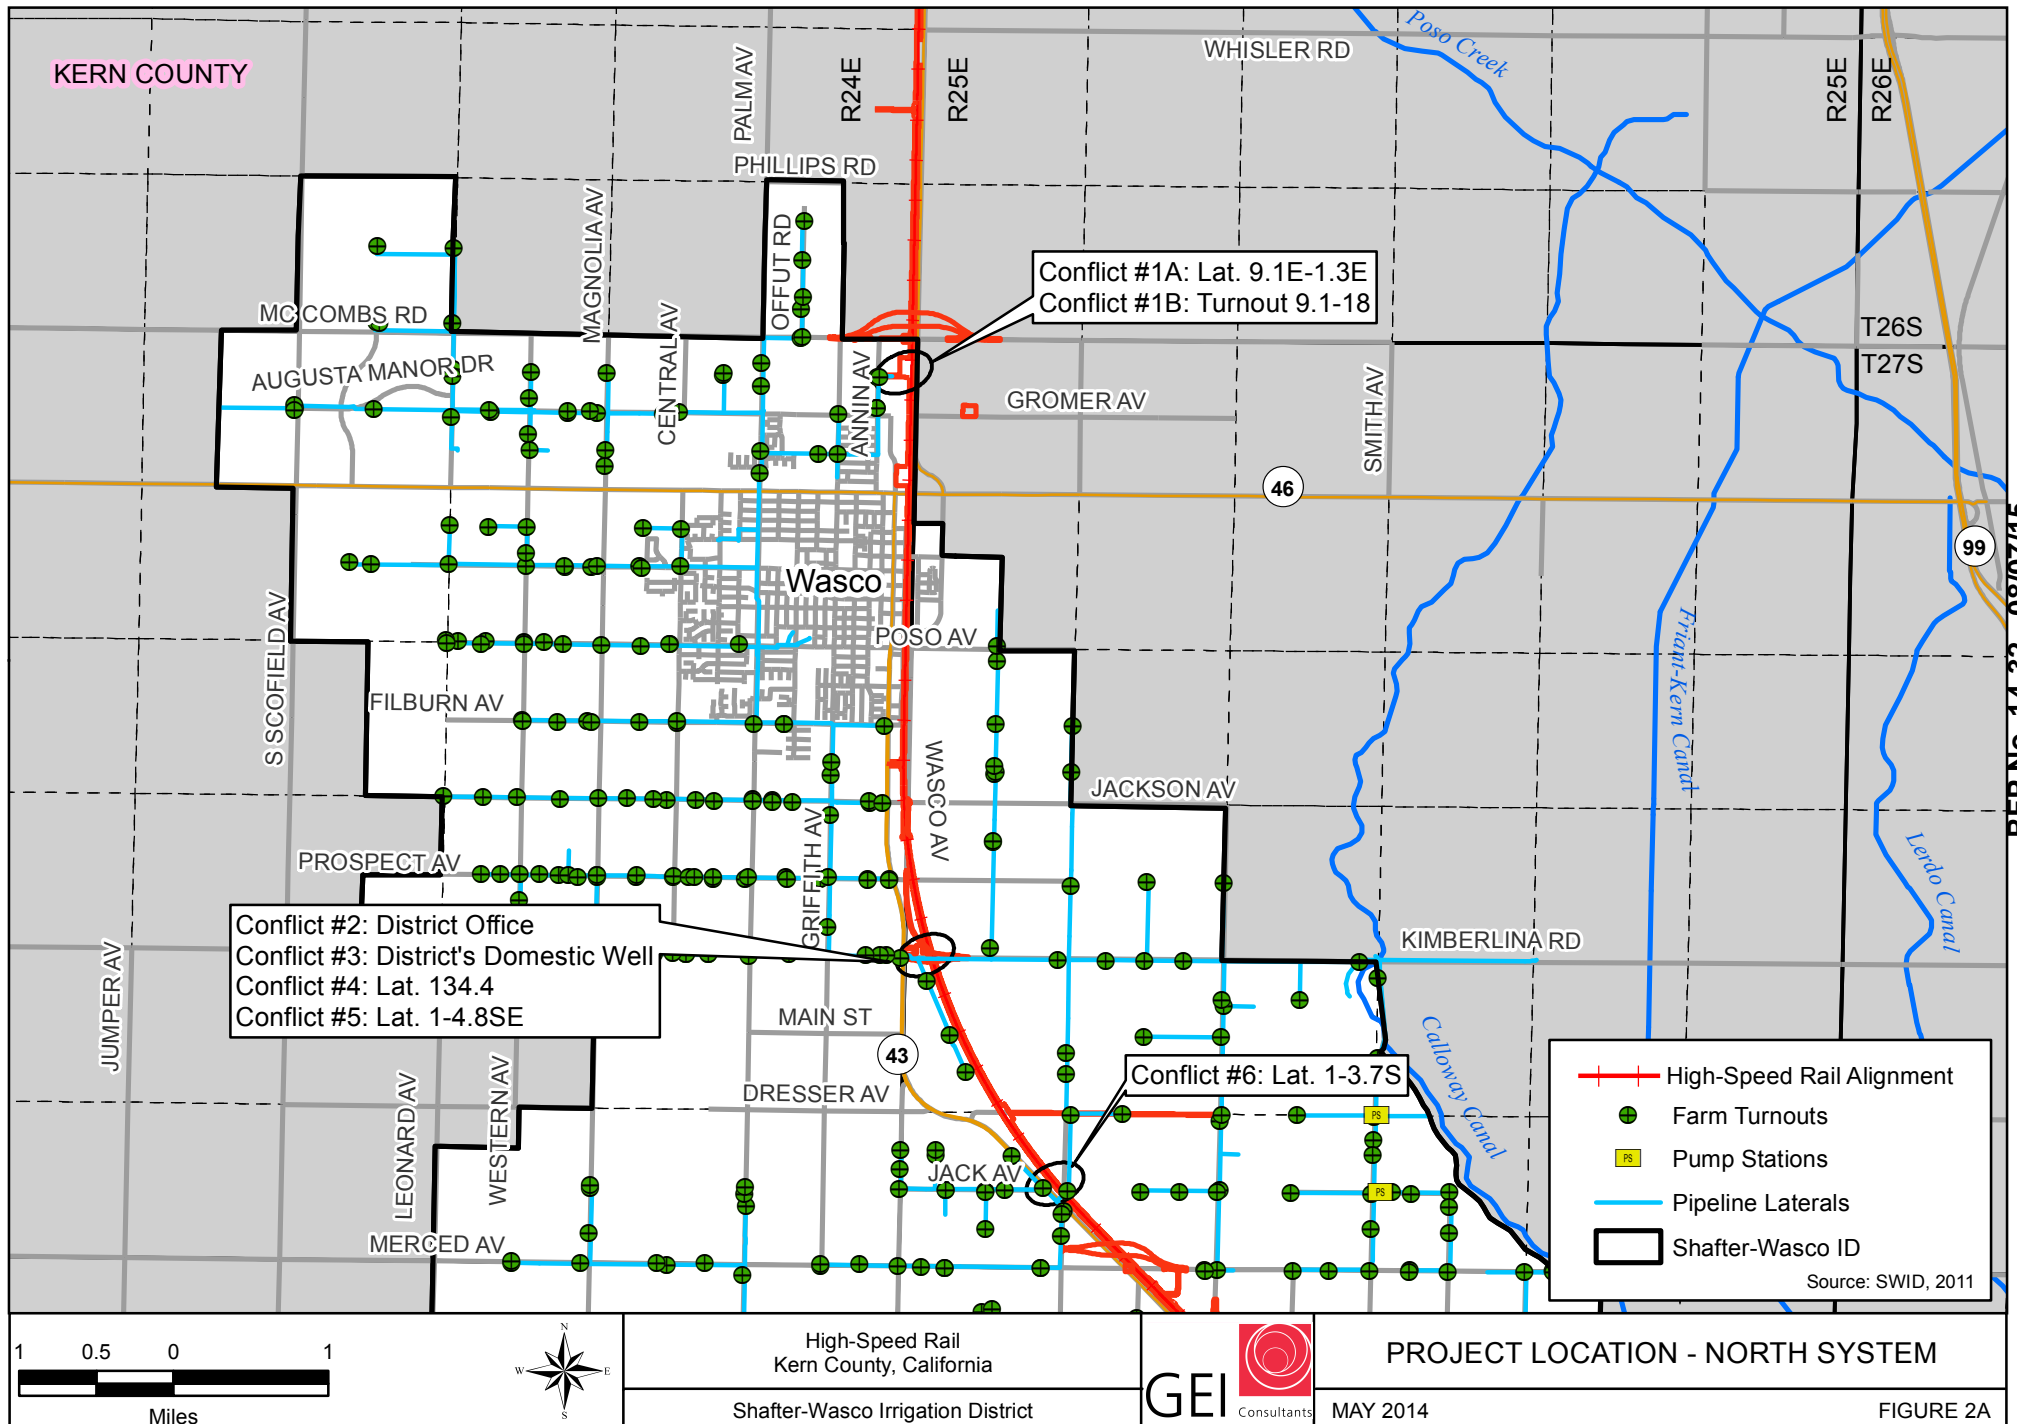 KERN COUNTY
PALM AV
R24E
R25E
WHISLER RD
Poso Creek
R25E
R26E
PHILLIPS RD
MAGNOLIA AV
OFFUT RD
Conflict #1A: Lat. 9.1E-1.3E
Conflict #1B: Turnout 9.1-18
MC COMBS RD
CENTRAL AV
T26S
T27S
AUGUSTA MANOR DR
ANNIN AV
GROMER AV
SMITH AV
46
99
Wasco
S SCOFIELD AV
POSO AV
Friant-Kern Canal
FILBURN AV
WASCO AV
JACKSON AV
GRIFFITH AV
PROSPECT AV
Lerdo Canal
Conflict #2: District Office
Conflict #3: District's Domestic Well
Conflict #4: Lat. 134.4
Conflict #5: Lat. 1-4.8SE
KIMBERLINA RD
JUMPER AV
MAIN ST
43
Calloway Canal
Conflict #6: Lat. 1-3.7S
LEONARD AV
WESTERN AV
DRESSER AV
JACK AV
MERCED AV
PS
PS
High-Speed Rail Alignment
Farm Turnouts
PS
Pump Stations
Pipeline Laterals
Shafter-Wasco ID
Source: SWID, 2011
1 0.5 0 1
Miles
N
W E
S
High-Speed Rail
Kern County, California
Shafter-Wasco Irrigation District
GEI
Consultants
PROJECT LOCATION - NORTH SYSTEM
MAY 2014
FIGURE 2A